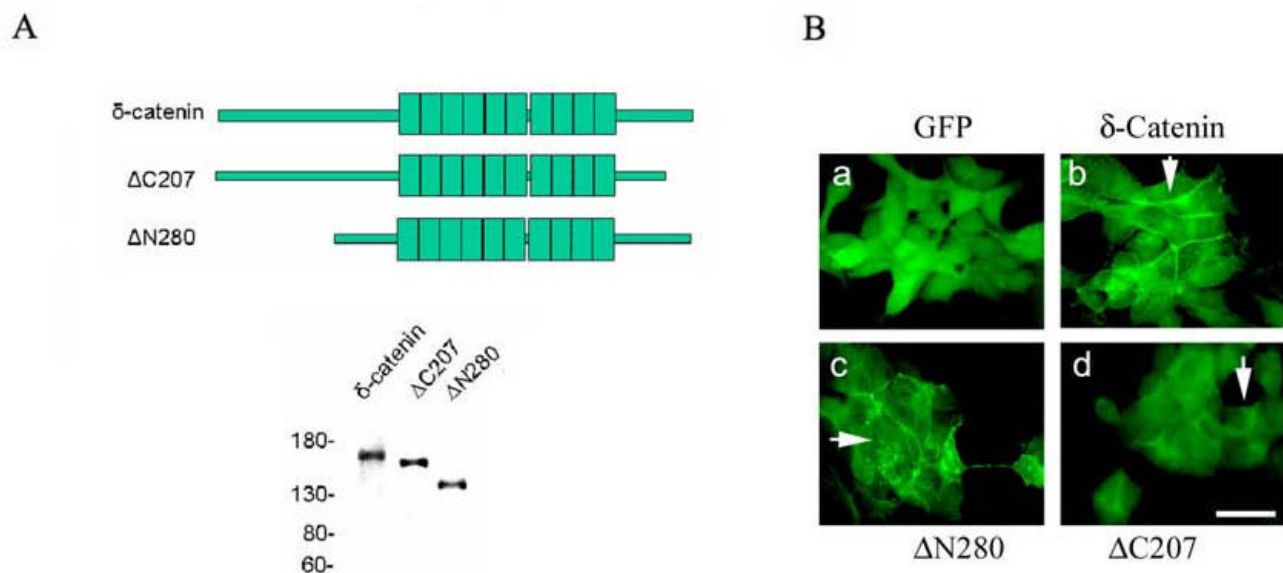 A
δ-catenin
ΔC207
ΔN280
δ-catenin
ΔC207
ΔN280
180-
130-
80-
60-
B
GFP
δ-Catenin
a
b
c
d
ΔN280
ΔC207